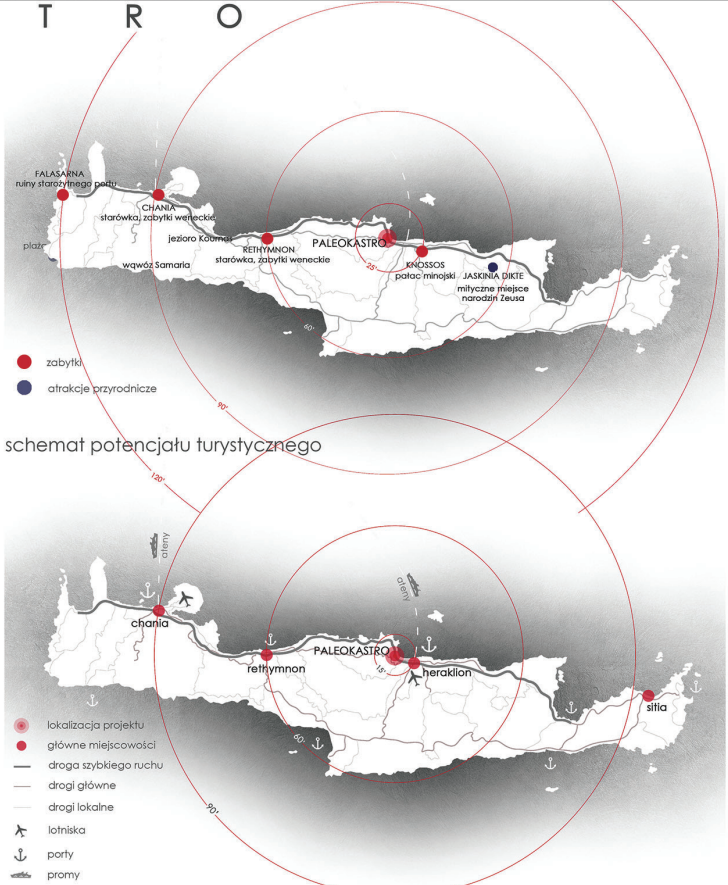 T R O
FALASARNA
ruiny starożytnego portu
CHANIA
starówka, zabytki weneckie
jezioro Kournas
RETHYMNON
starówka, zabytki weneckie
PALEOKASTRO
25'
KNOSSOS
pałac minojski
JASKINIA DIKTE
mityczne miejsce
narodzin Zeusa
plaże
wąwóz Samaria
60'
zabytki
atrakcje przyrodnicze
90'
schemat potencjału turystycznego
120'
ateny
ateny
chania
PALEOKASTRO
15'
rethymnon
heraklion
sitia
60'
lokalizacja projektu
główne miejscowości
droga szybkiego ruchu
drogi główne
drogi lokalne
90'
lotniska
porty
promy